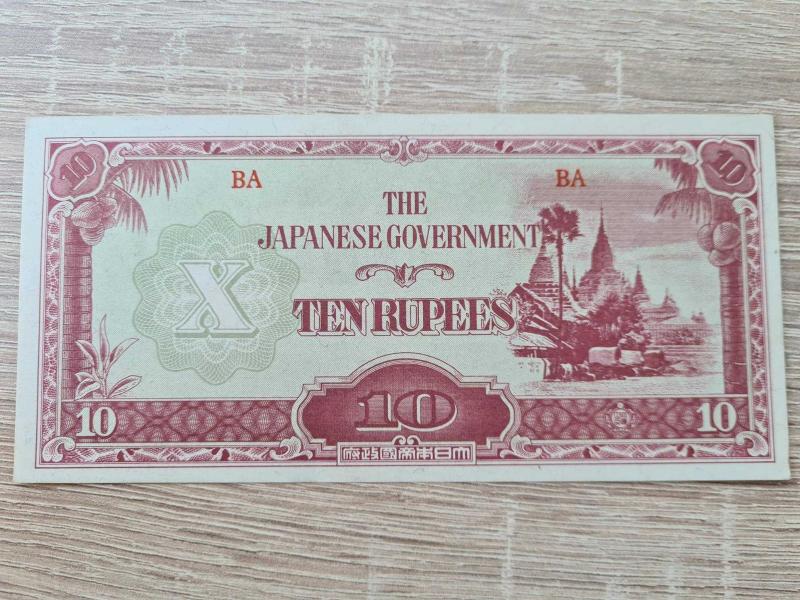 10 10
BA BA
THE
JAPANESE GOVERNMENT
X
TEN RUPEES
10 10 10
府政國帝本日大